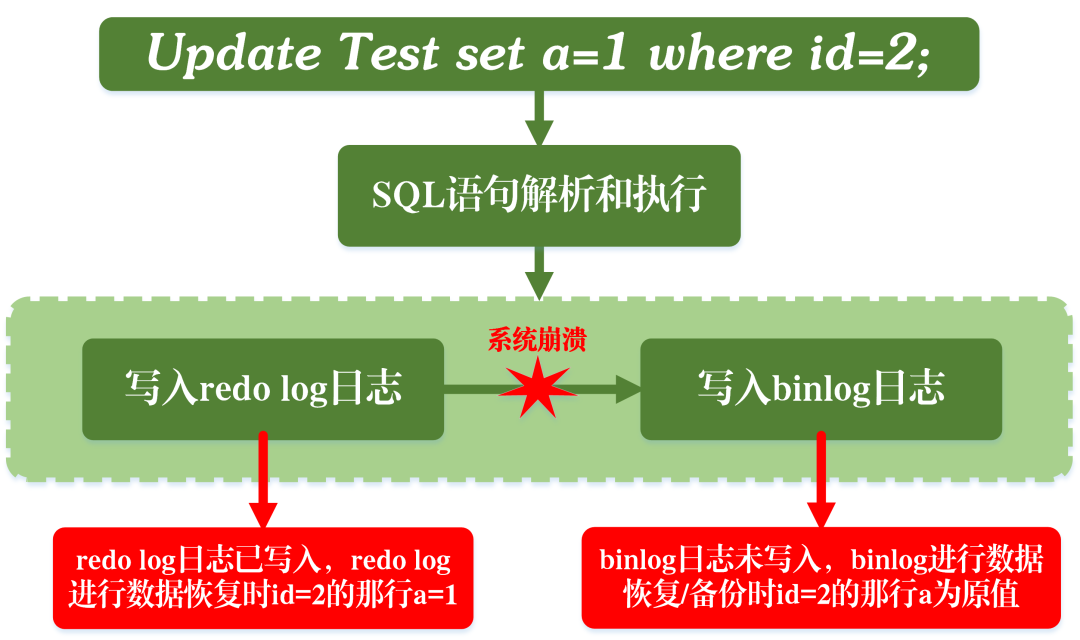 Update Test set a=1 where id=2;
SQL语句解析和执行
系统崩溃
写入redo log日志
写入binlog日志
redo log日志已写入，redo log
进行数据恢复时id=2的那行a=1
binlog日志未写入，binlog进行数据
恢复/备份时id=2的那行a为原值